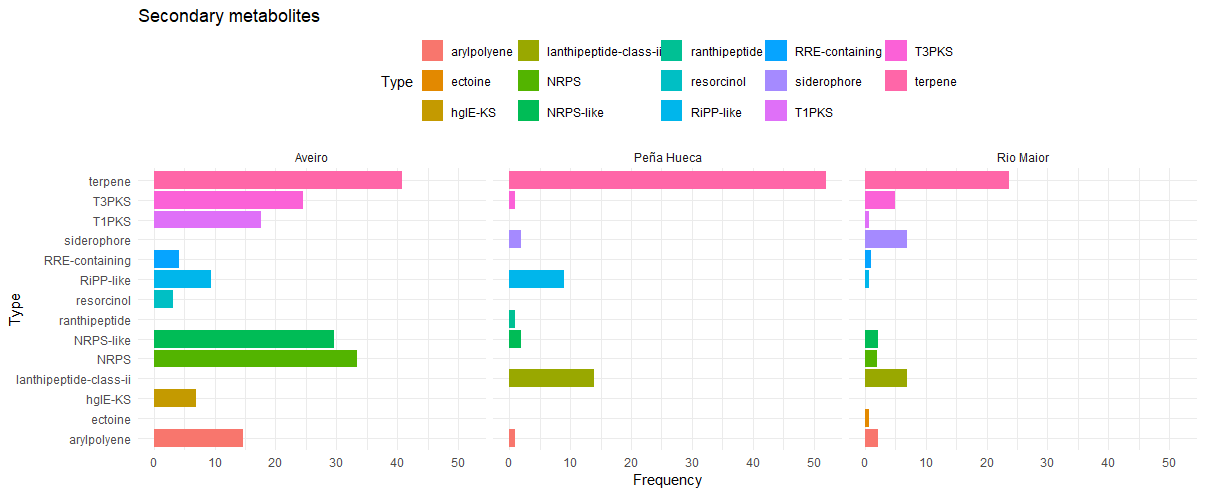 Secondary metabolites
Type
arylpolyene lanthipeptide-class-ii ranthipeptide RRE-containing T3PKS
ectoine NRPS resorcinol siderophore terpene
hglE-KS NRPS-like RiPP-like T1PKS
Aveiro Peña Hueca Rio Maior
Type
terpene
T3PKS
T1PKS
siderophore
RRE-containing
RiPP-like
resorcinol
ranthipeptide
NRPS-like
NRPS
lanthipeptide-class-ii
hglE-KS
ectoine
arylpolyene
0 10 20 30 40 50 0 10 20 30 40 50 0 10 20 30 40 50
Frequency